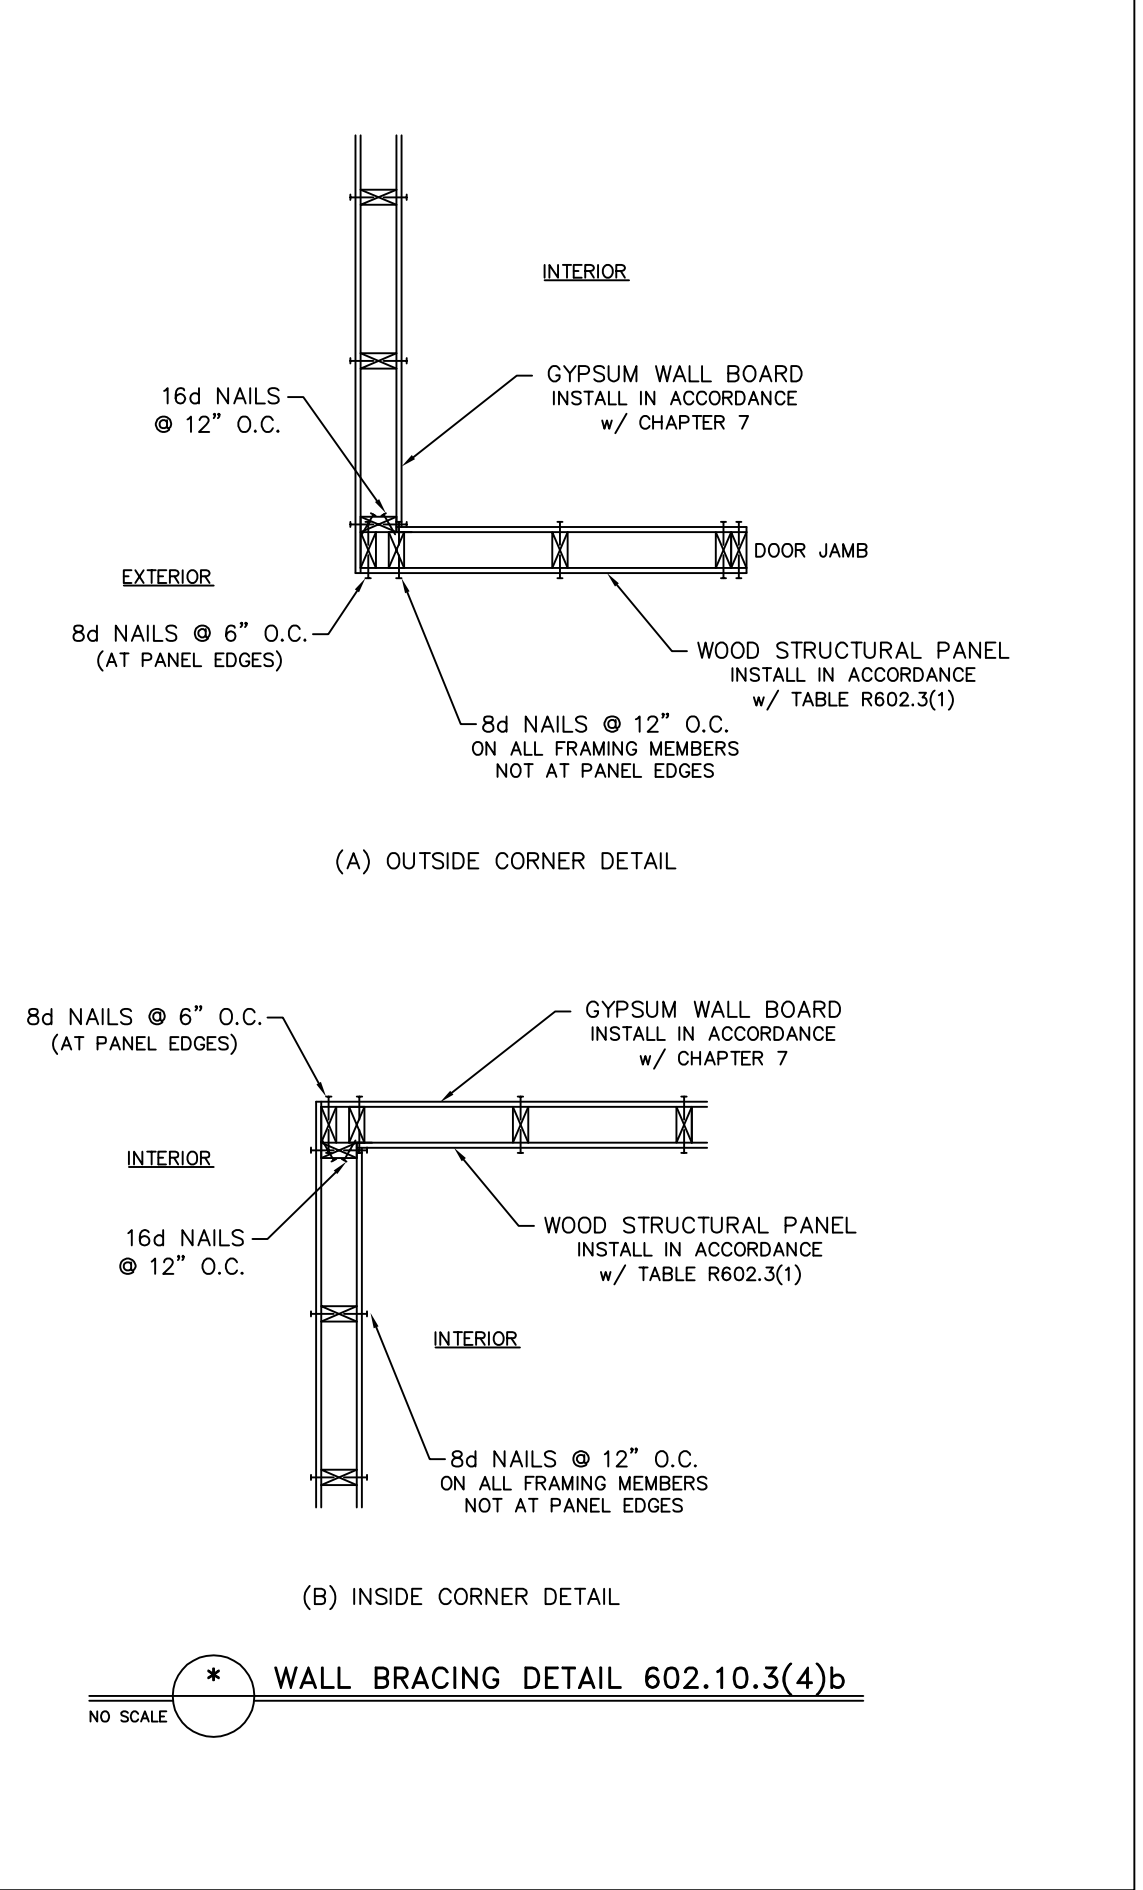 INTERIOR
GYPSUM WALL BOARD
INSTALL IN ACCORDANCE
w/ CHAPTER 7
16d NAILS
@ 12" O.C.
DOOR JAMB
EXTERIOR
8d NAILS @ 6" O.C.
(AT PANEL EDGES)
WOOD STRUCTURAL PANEL
INSTALL IN ACCORDANCE
w/ TABLE R602.3(1)
8d NAILS @ 12" O.C.
ON ALL FRAMING MEMBERS
NOT AT PANEL EDGES
(A) OUTSIDE CORNER DETAIL
8d NAILS @ 6" O.C.
(AT PANEL EDGES)
GYPSUM WALL BOARD
INSTALL IN ACCORDANCE
w/ CHAPTER 7
INTERIOR
16d NAILS
@ 12" O.C.
WOOD STRUCTURAL PANEL
INSTALL IN ACCORDANCE
w/ TABLE R602.3(1)
INTERIOR
8d NAILS @ 12" O.C.
ON ALL FRAMING MEMBERS
NOT AT PANEL EDGES
(B) INSIDE CORNER DETAIL
* WALL BRACING DETAIL 602.10.3(4)b
NO SCALE